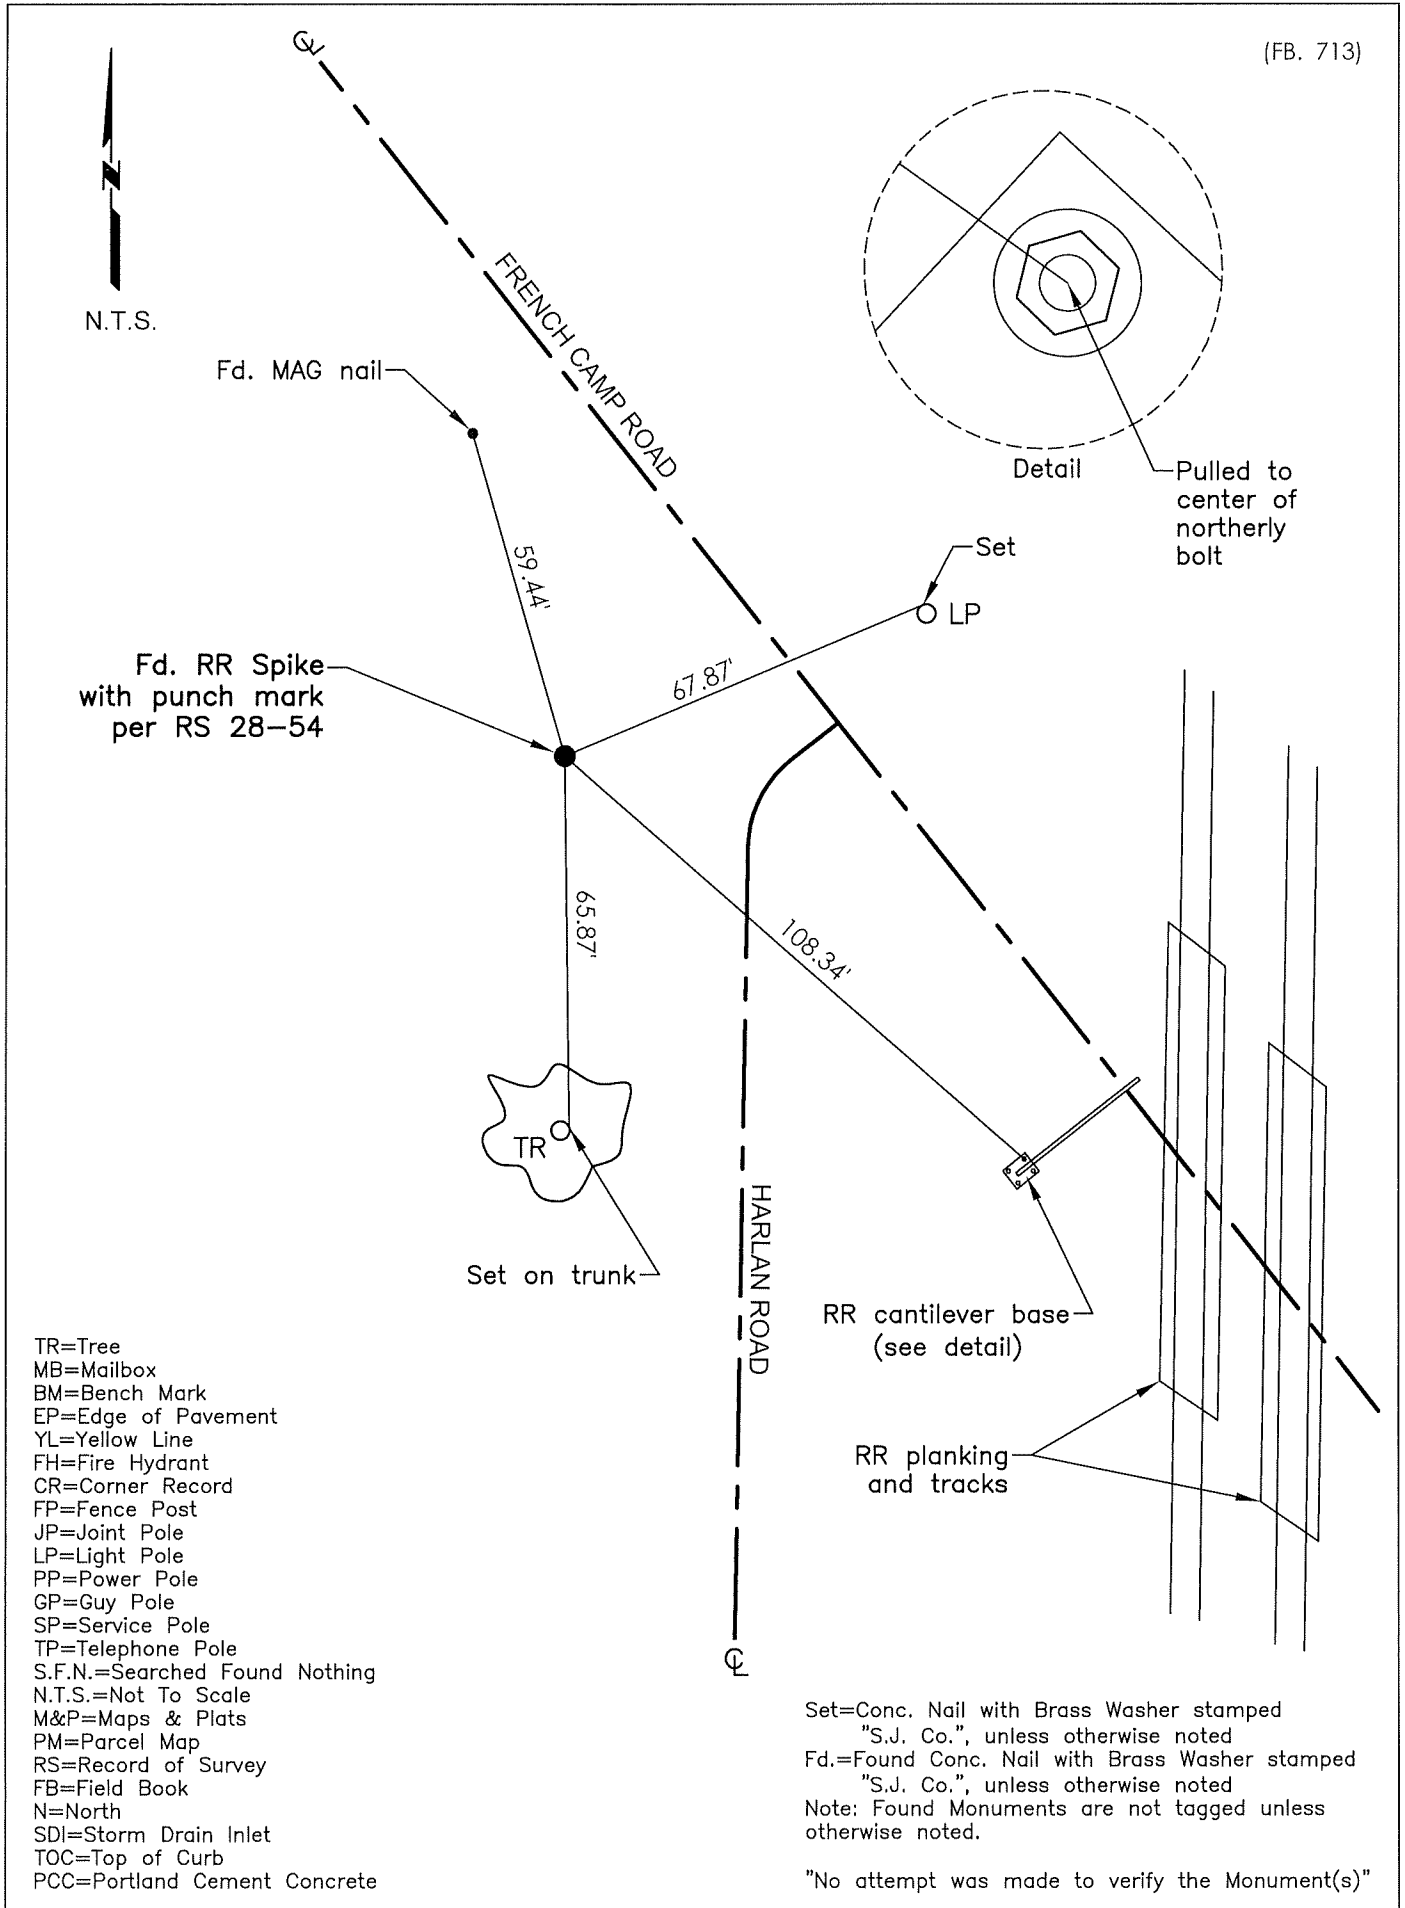 (FB. 713)
N
N.T.S.
Fd. MAG nail
FRENCH CAMP ROAD
Detail
Pulled to
center of
northerly
bolt
59.44'
Set
LP
67.87'
Fd. RR Spike
with punch mark
per RS 28-54
65.87'
108.34'
TR
Set on trunk
HARLAN ROAD
RR cantilever base
(see detail)
RR planking
and tracks
TR=Tree
MB=Mailbox
BM=Bench Mark
EP=Edge of Pavement
YL=Yellow Line
FH=Fire Hydrant
CR=Corner Record
FP=Fence Post
JP=Joint Pole
LP=Light Pole
PP=Power Pole
GP=Guy Pole
SP=Service Pole
TP=Telephone Pole
S.F.N.=Searched Found Nothing
N.T.S.=Not To Scale
M&P=Maps & Plats
PM=Parcel Map
RS=Record of Survey
FB=Field Book
N=North
SDI=Storm Drain Inlet
TOC=Top of Curb
PCC=Portland Cement Concrete
Set=Conc. Nail with Brass Washer stamped
"S.J. Co.", unless otherwise noted
Fd.=Found Conc. Nail with Brass Washer stamped
"S.J. Co.", unless otherwise noted
Note: Found Monuments are not tagged unless
otherwise noted.
"No attempt was made to verify the Monument(s)"